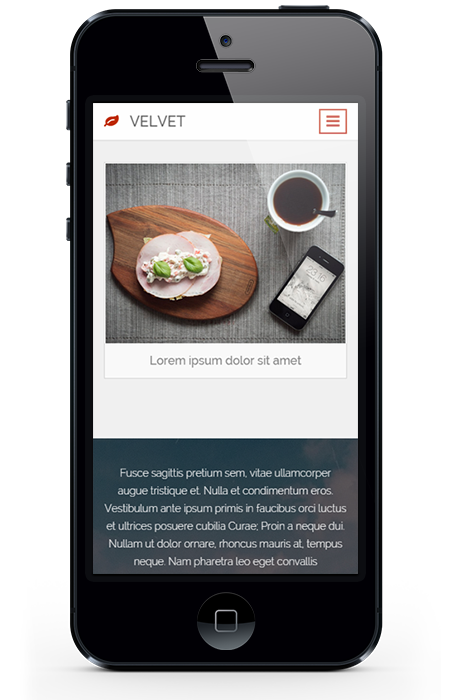 VELVET
Lorem ipsum dolor sit amet
Fusce sagittis pretium sem, vitae ullamcorper
augue tristique et. Nulla et condimentum eros.
Vestibulum ante ipsum primis in faucibus orci luctus
et ultrices posuere cubilia Curae; Proin a neque dui.
Nullam ut dolor ornare, rhoncus mauris at, tempus
neque. Nam pharetra leo eget convallis